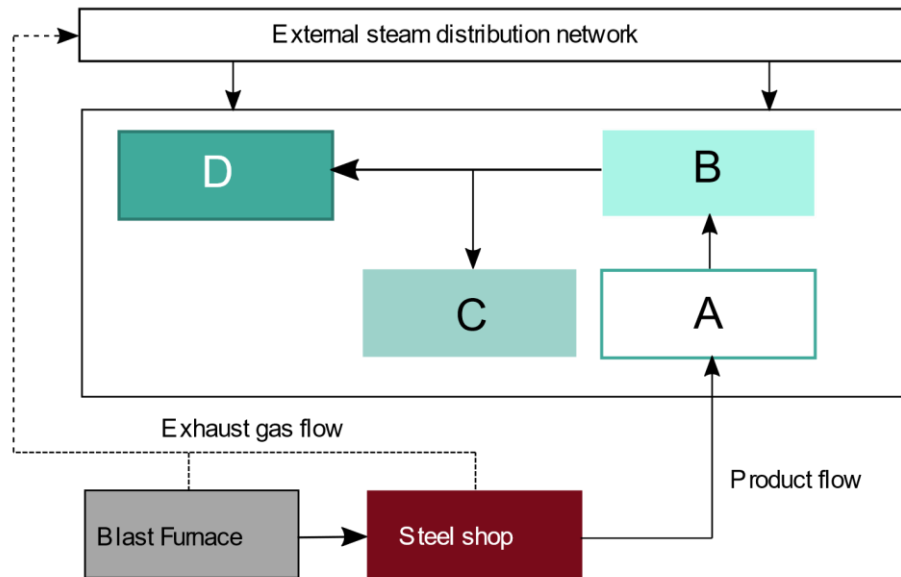 External steam distribution network
D
B
C
A
Exhaust gas flow
Product flow
Blast Furnace
Steel shop